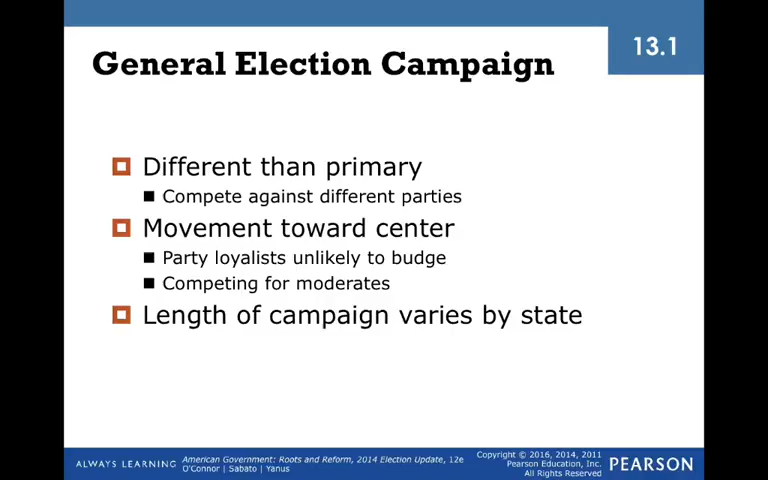 General Election Campaign
13.1
Different than primary
Compete against different parties
Movement toward center
Party loyalists unlikely to budge
Competing for moderates
Length of campaign varies by state
ALWAYS LEARNING
American Government: Roots and Reform, 2014 Election Update, 12e
O'Connor | Sabato | Yanus
Copyright © 2016, 2014, 2011
Pearson Education, Inc.
All Rights Reserved
PEARSON